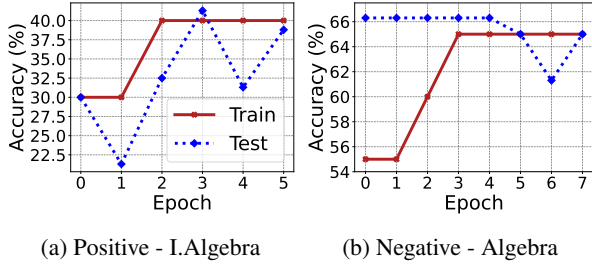 Accuracy (%)
40.0
37.5
35.0
32.5
30.0
27.5
25.0
22.5
0 1 2 3 4 5
Epoch
Train
Test
(a) Positive - I.Algebra
Accuracy (%)
66
64
62
60
58
56
54
0 1 2 3 4 5 6 7
Epoch
(b) Negative - Algebra